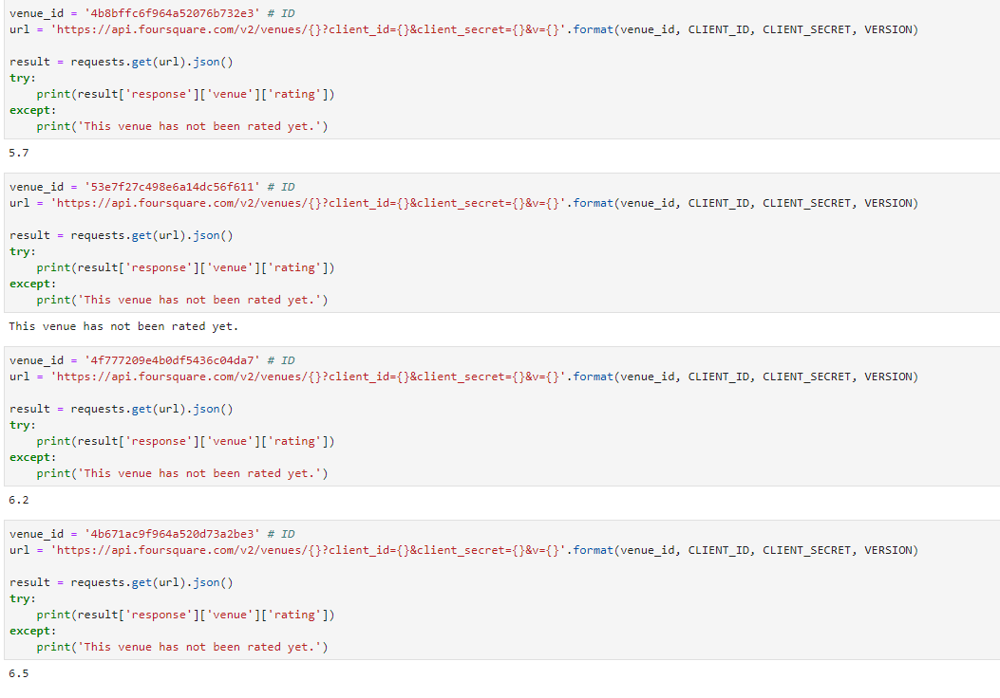 venue_id = '4b8bffc6f964a52076b732e3' # ID
url = 'https://api.foursquare.com/v2/venues/{}?client_id={}&client_secret={}&v={}'.format(venue_id, CLIENT_ID, CLIENT_SECRET, VERSION)
result = requests.get(url).json()
try:
    print(result['response']['venue']['rating'])
except:
    print('This venue has not been rated yet.')
5.7
venue_id = '53e7f27c498e6a14dc56f611' # ID
url = 'https://api.foursquare.com/v2/venues/{}?client_id={}&client_secret={}&v={}'.format(venue_id, CLIENT_ID, CLIENT_SECRET, VERSION)
result = requests.get(url).json()
try:
    print(result['response']['venue']['rating'])
except:
    print('This venue has not been rated yet.')
This venue has not been rated yet.
venue_id = '4f777209e4b0df5436c04da7' # ID
url = 'https://api.foursquare.com/v2/venues/{}?client_id={}&client_secret={}&v={}'.format(venue_id, CLIENT_ID, CLIENT_SECRET, VERSION)
result = requests.get(url).json()
try:
    print(result['response']['venue']['rating'])
except:
    print('This venue has not been rated yet.')
6.2
venue_id = '4b671ac9f964a520d73a2be3' # ID
url = 'https://api.foursquare.com/v2/venues/{}?client_id={}&client_secret={}&v={}'.format(venue_id, CLIENT_ID, CLIENT_SECRET, VERSION)
result = requests.get(url).json()
try:
    print(result['response']['venue']['rating'])
except:
    print('This venue has not been rated yet.')
6.5